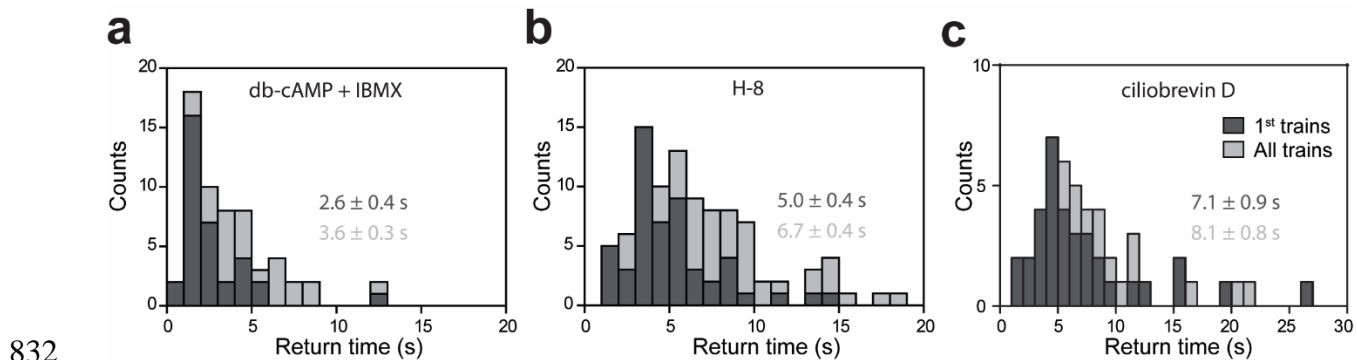 a
db-cAMP + IBMX
Counts
20
15
10
5
0
2.6 ± 0.4 s
3.6 ± 0.3 s
0 5 10 15 20
Return time (s)
b
H-8
Counts
20
15
10
5
0
5.0 ± 0.4 s
6.7 ± 0.4 s
0 5 10 15 20
Return time (s)
c
ciliobrevin D
1st trains
All trains
Counts
10
5
0
7.1 ± 0.9 s
8.1 ± 0.8 s
0 5 10 15 20 25 30
Return time (s)
832